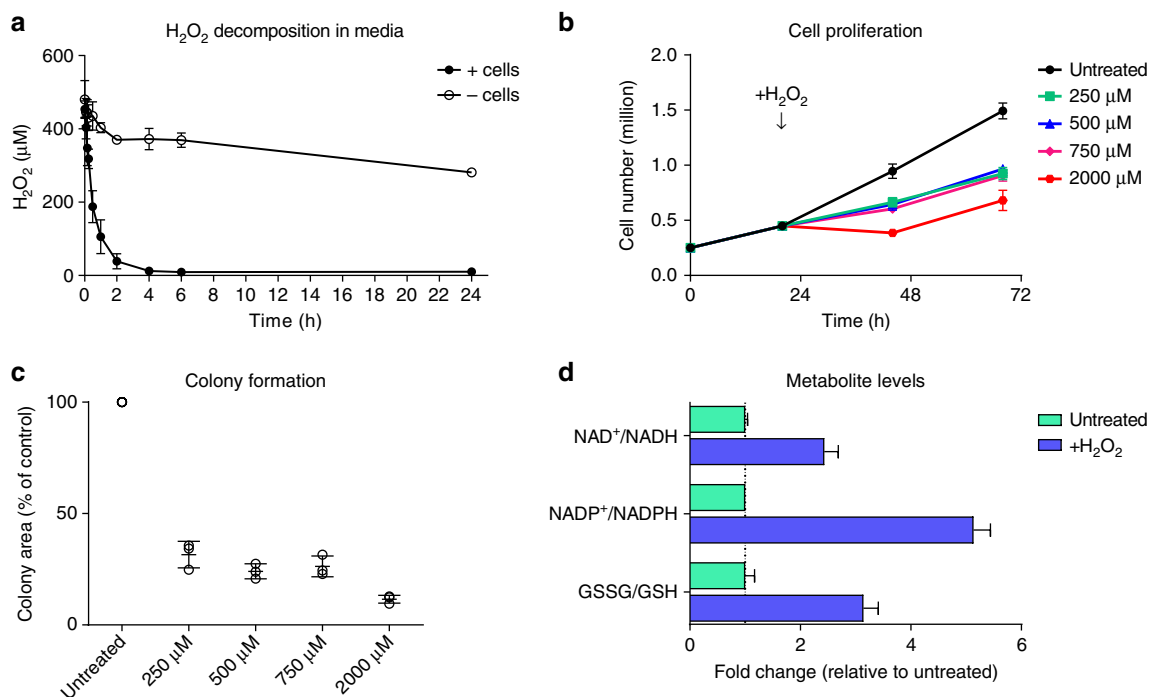 a
H₂O₂ decomposition in media
600
400
200
0
H₂O₂ (μM)
0 2 4 6 8 10 12 14 16 18 20 22 24
Time (h)
+ cells
− cells
b
Cell proliferation
2.0
1.5
1.0
0.5
0.0
Cell number (million)
+H₂O₂
0 24 48 72
Time (h)
Untreated
250 μM
500 μM
750 μM
2000 μM
c
Colony formation
100
50
0
Colony area (% of control)
Untreated
250 μM
500 μM
750 μM
2000 μM
d
Metabolite levels
NAD⁺/NADH
NADP⁺/NADPH
GSSG/GSH
0 2 4 6
Fold change (relative to untreated)
Untreated
+H₂O₂